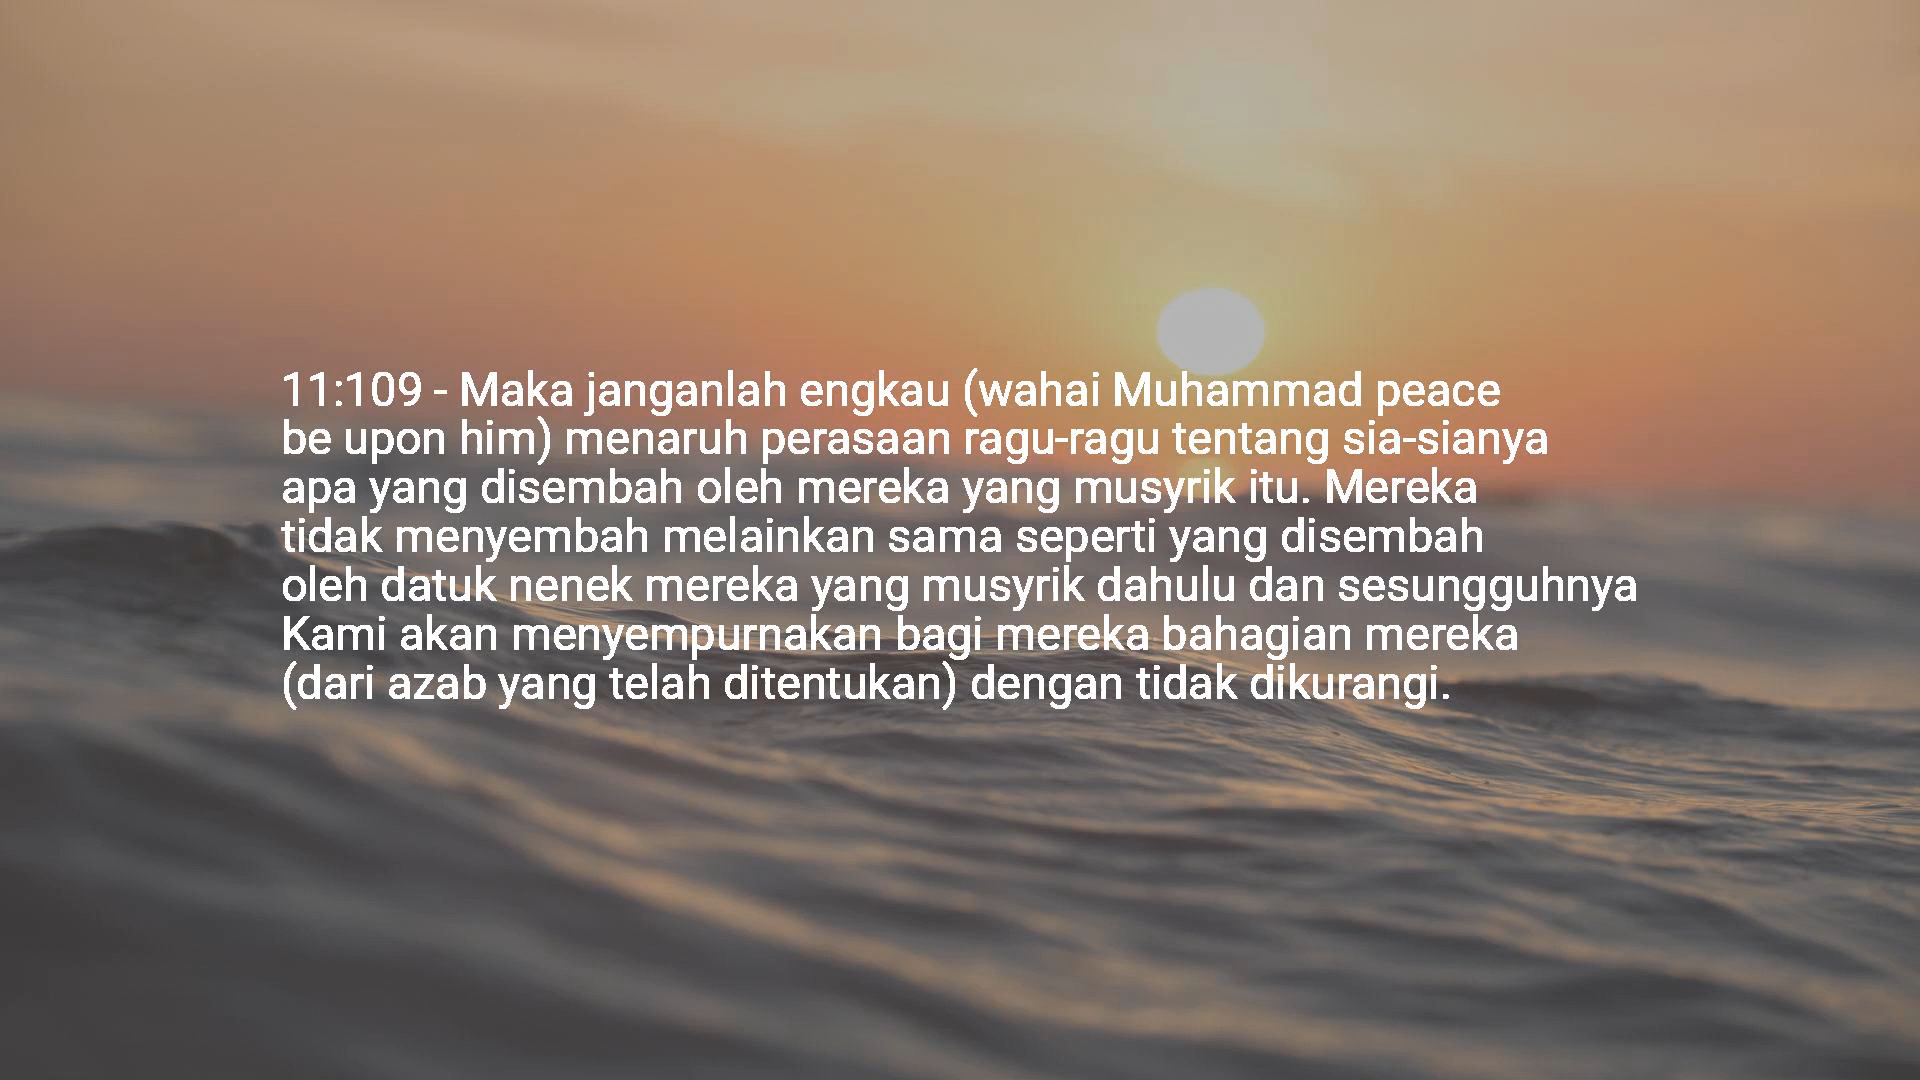 11:109 - Maka janganlah engkau (wahai Muhammad peace
be upon him) menaruh perasaan ragu-ragu tentang sia-sianya
apa yang disembah oleh mereka yang musyrik itu. Mereka
tidak menyembah melainkan sama seperti yang disembah
oleh datuk nenek mereka yang musyrik dahulu dan sesungguhnya
Kami akan menyempurnakan bagi mereka bahagian mereka
(dari azab yang telah ditentukan) dengan tidak dikurangi.